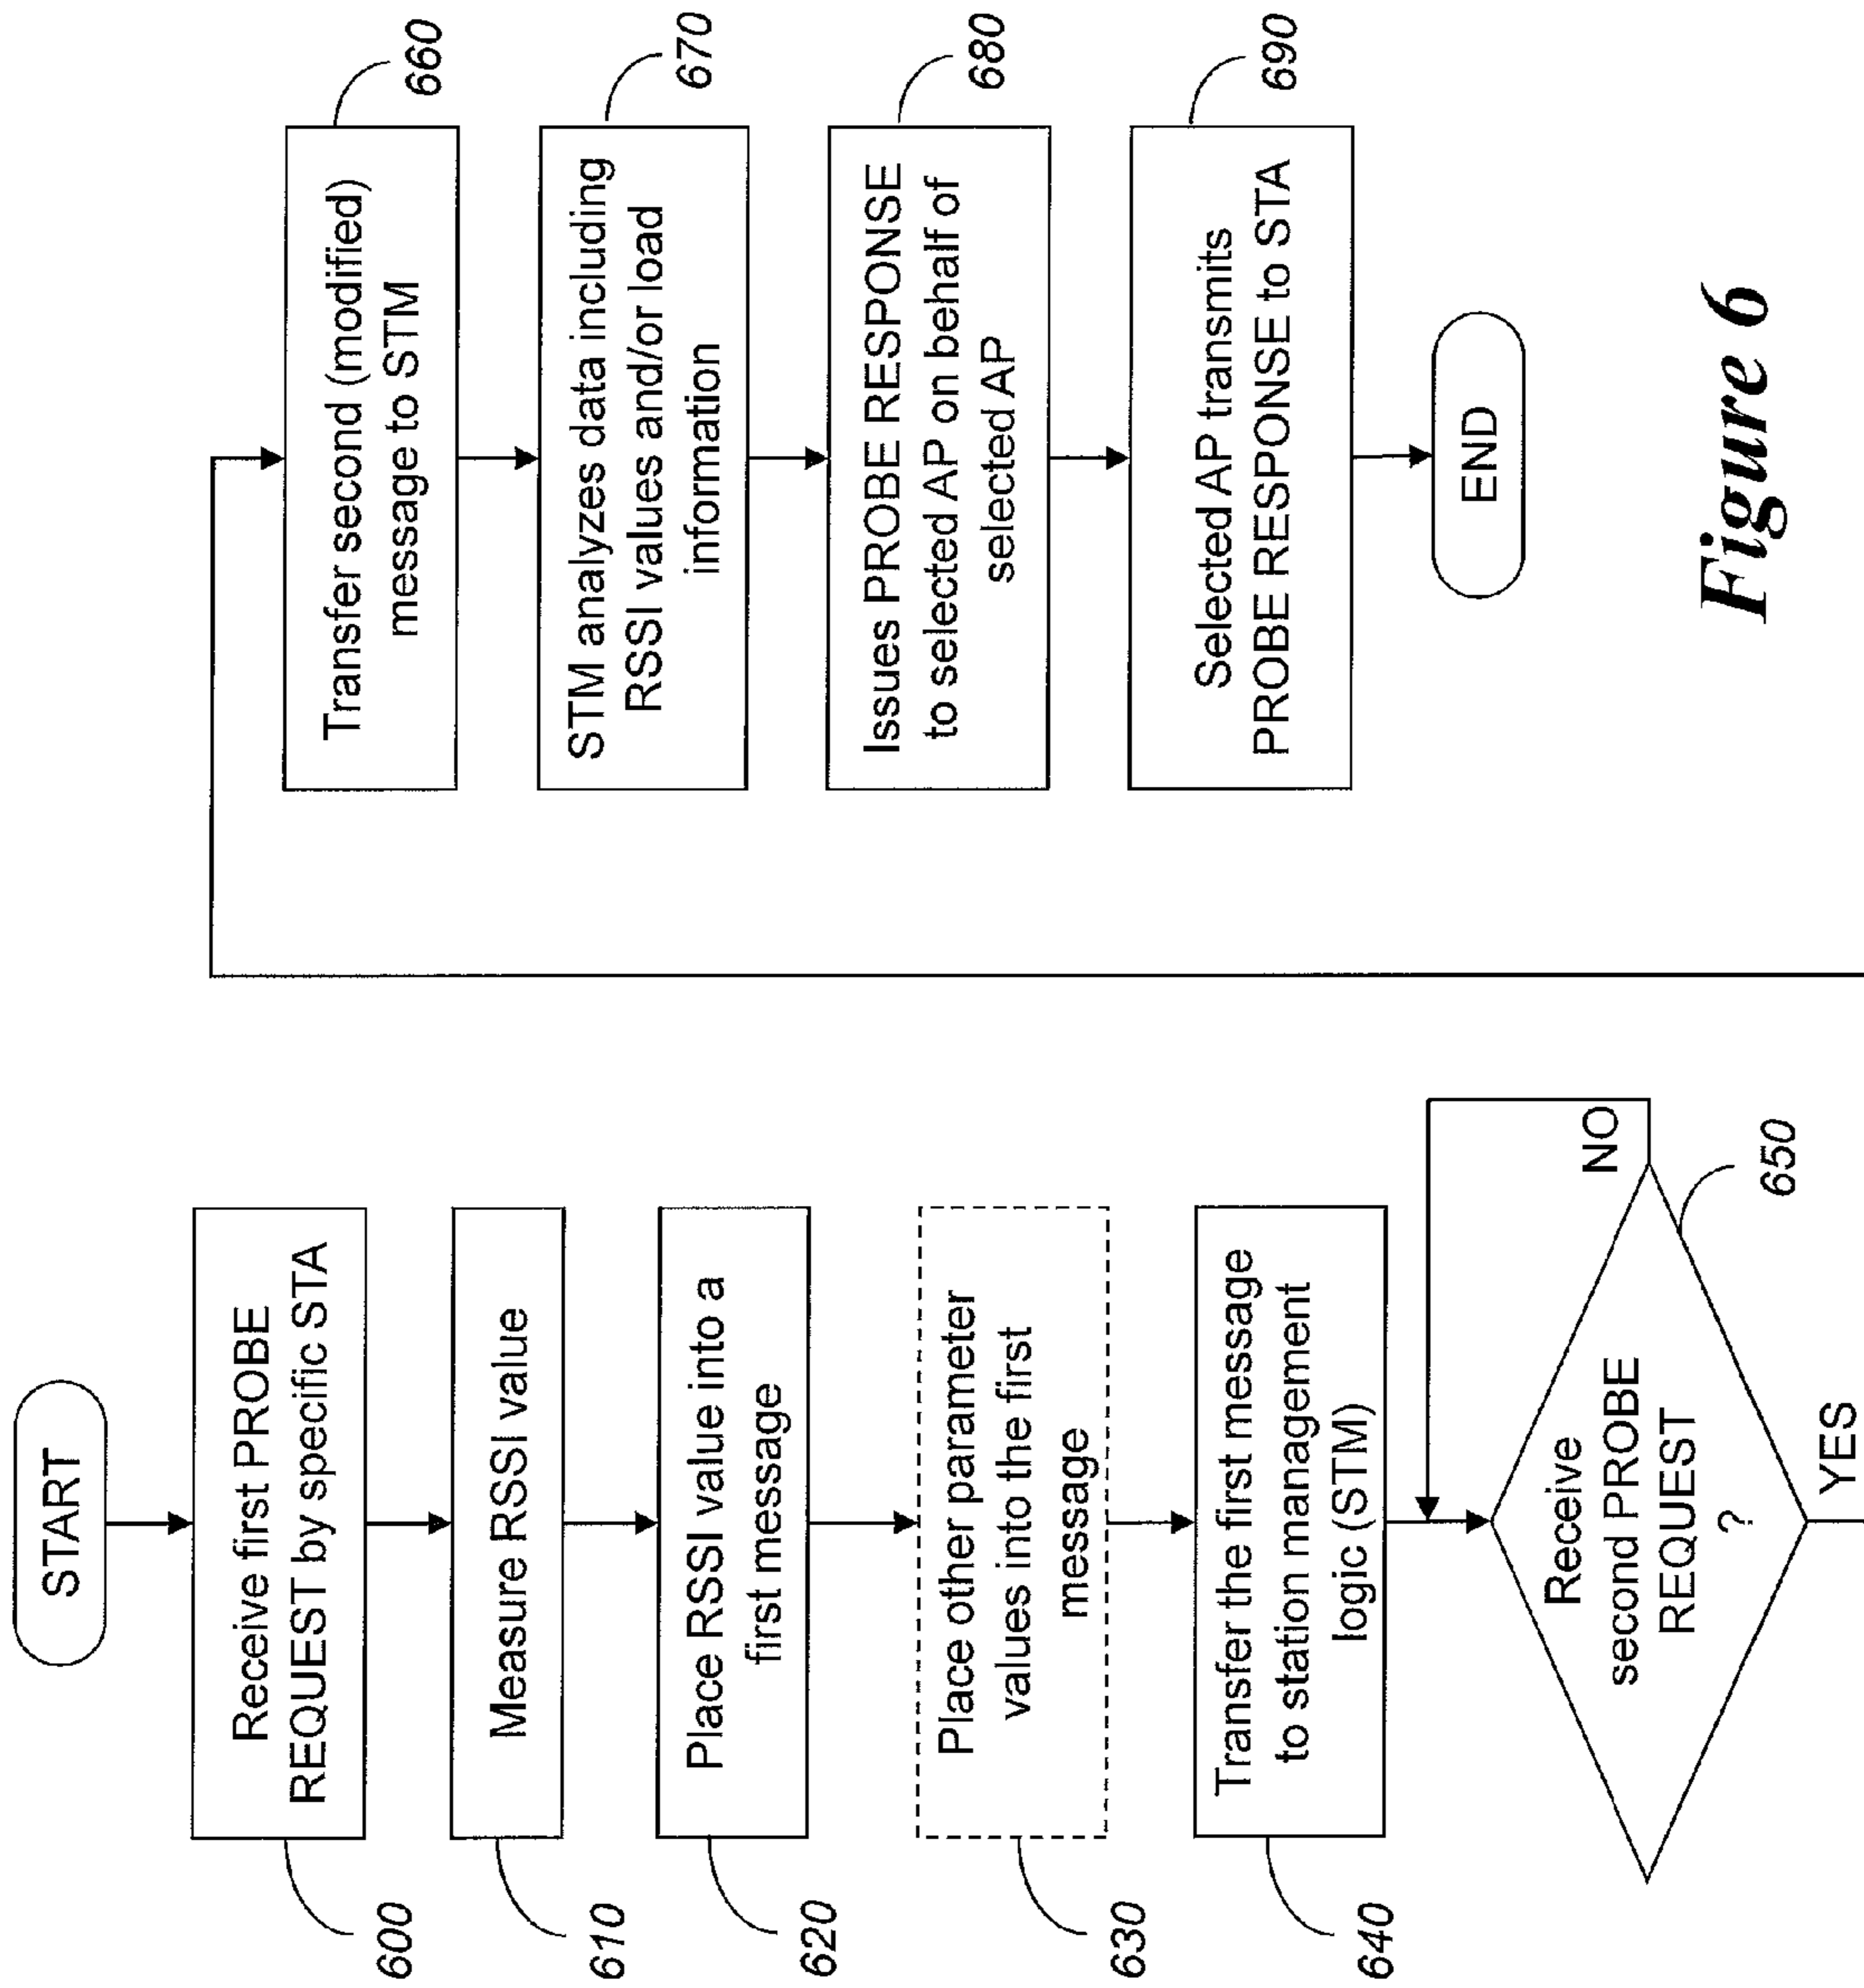 START
Receive first PROBE
REQUEST by specific STA
600
Measure RSSI value
610
Place RSSI value into a
first message
620
Place other parameter
values into the first
message
630
Transfer the first message
to station management
logic (STM)
640
Receive
second PROBE
REQUEST
?
NO
650
YES
Transfer second (modified)
message to STM
660
STM analyzes data including
RSSI values and/or load
information
670
Issues PROBE RESPONSE
to selected AP on behalf of
selected AP
680
Selected AP transmits
PROBE RESPONSE to STA
690
END
Figure 6